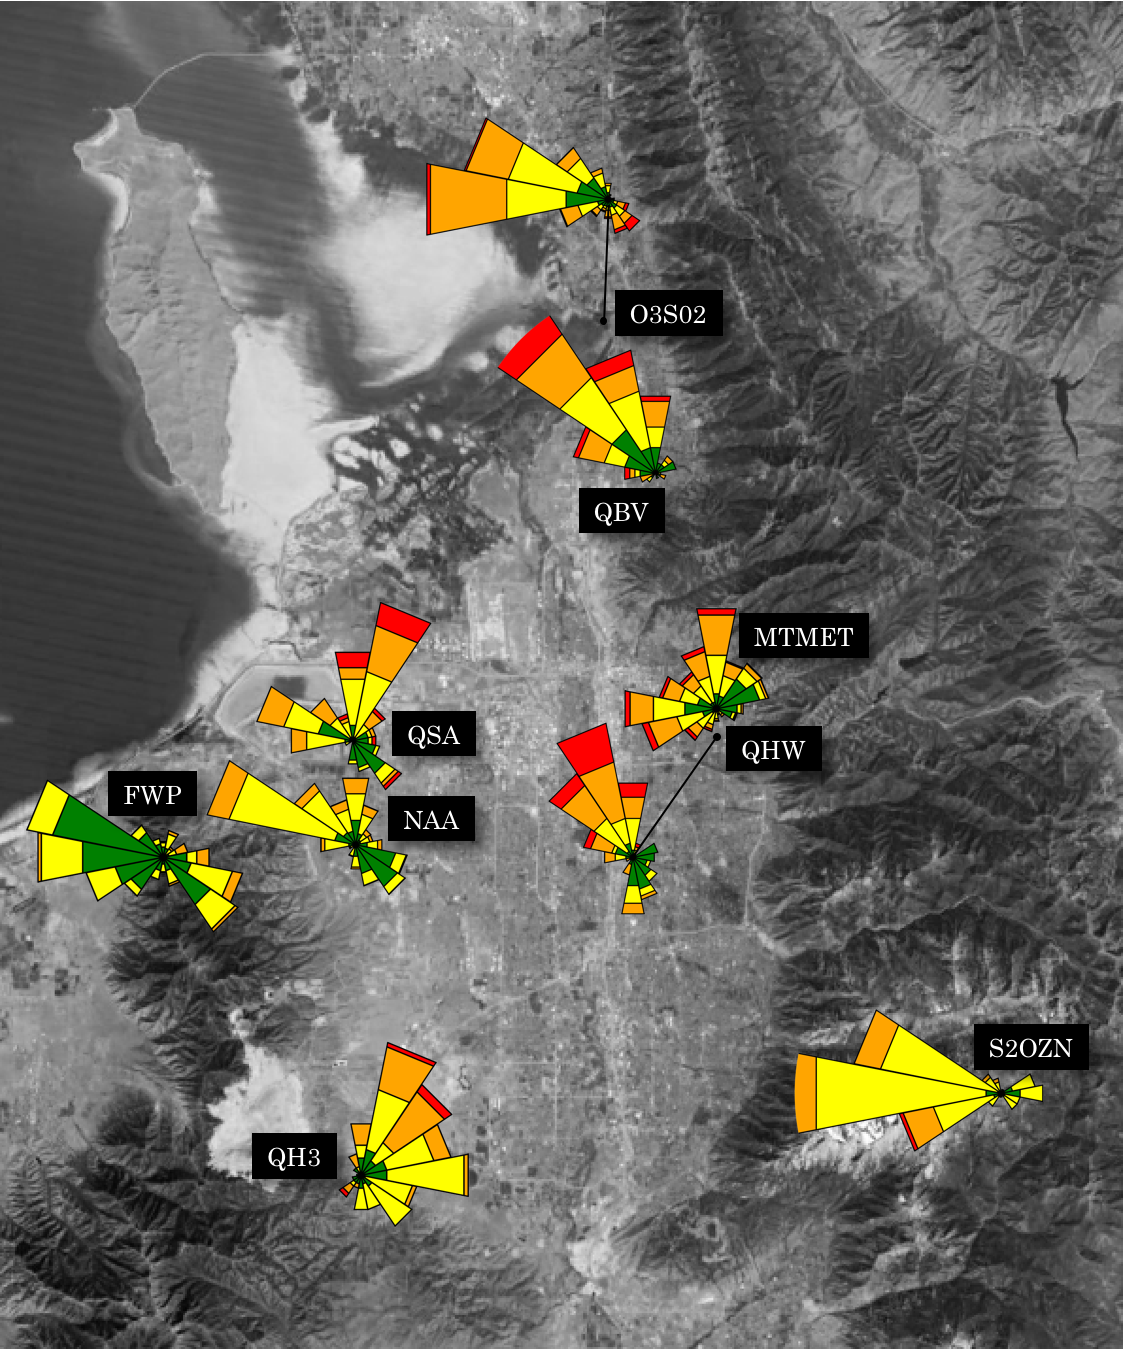 O3S02
QBV
MTMET
QSA
QHW
FWP
NAA
S2OZN
QH3